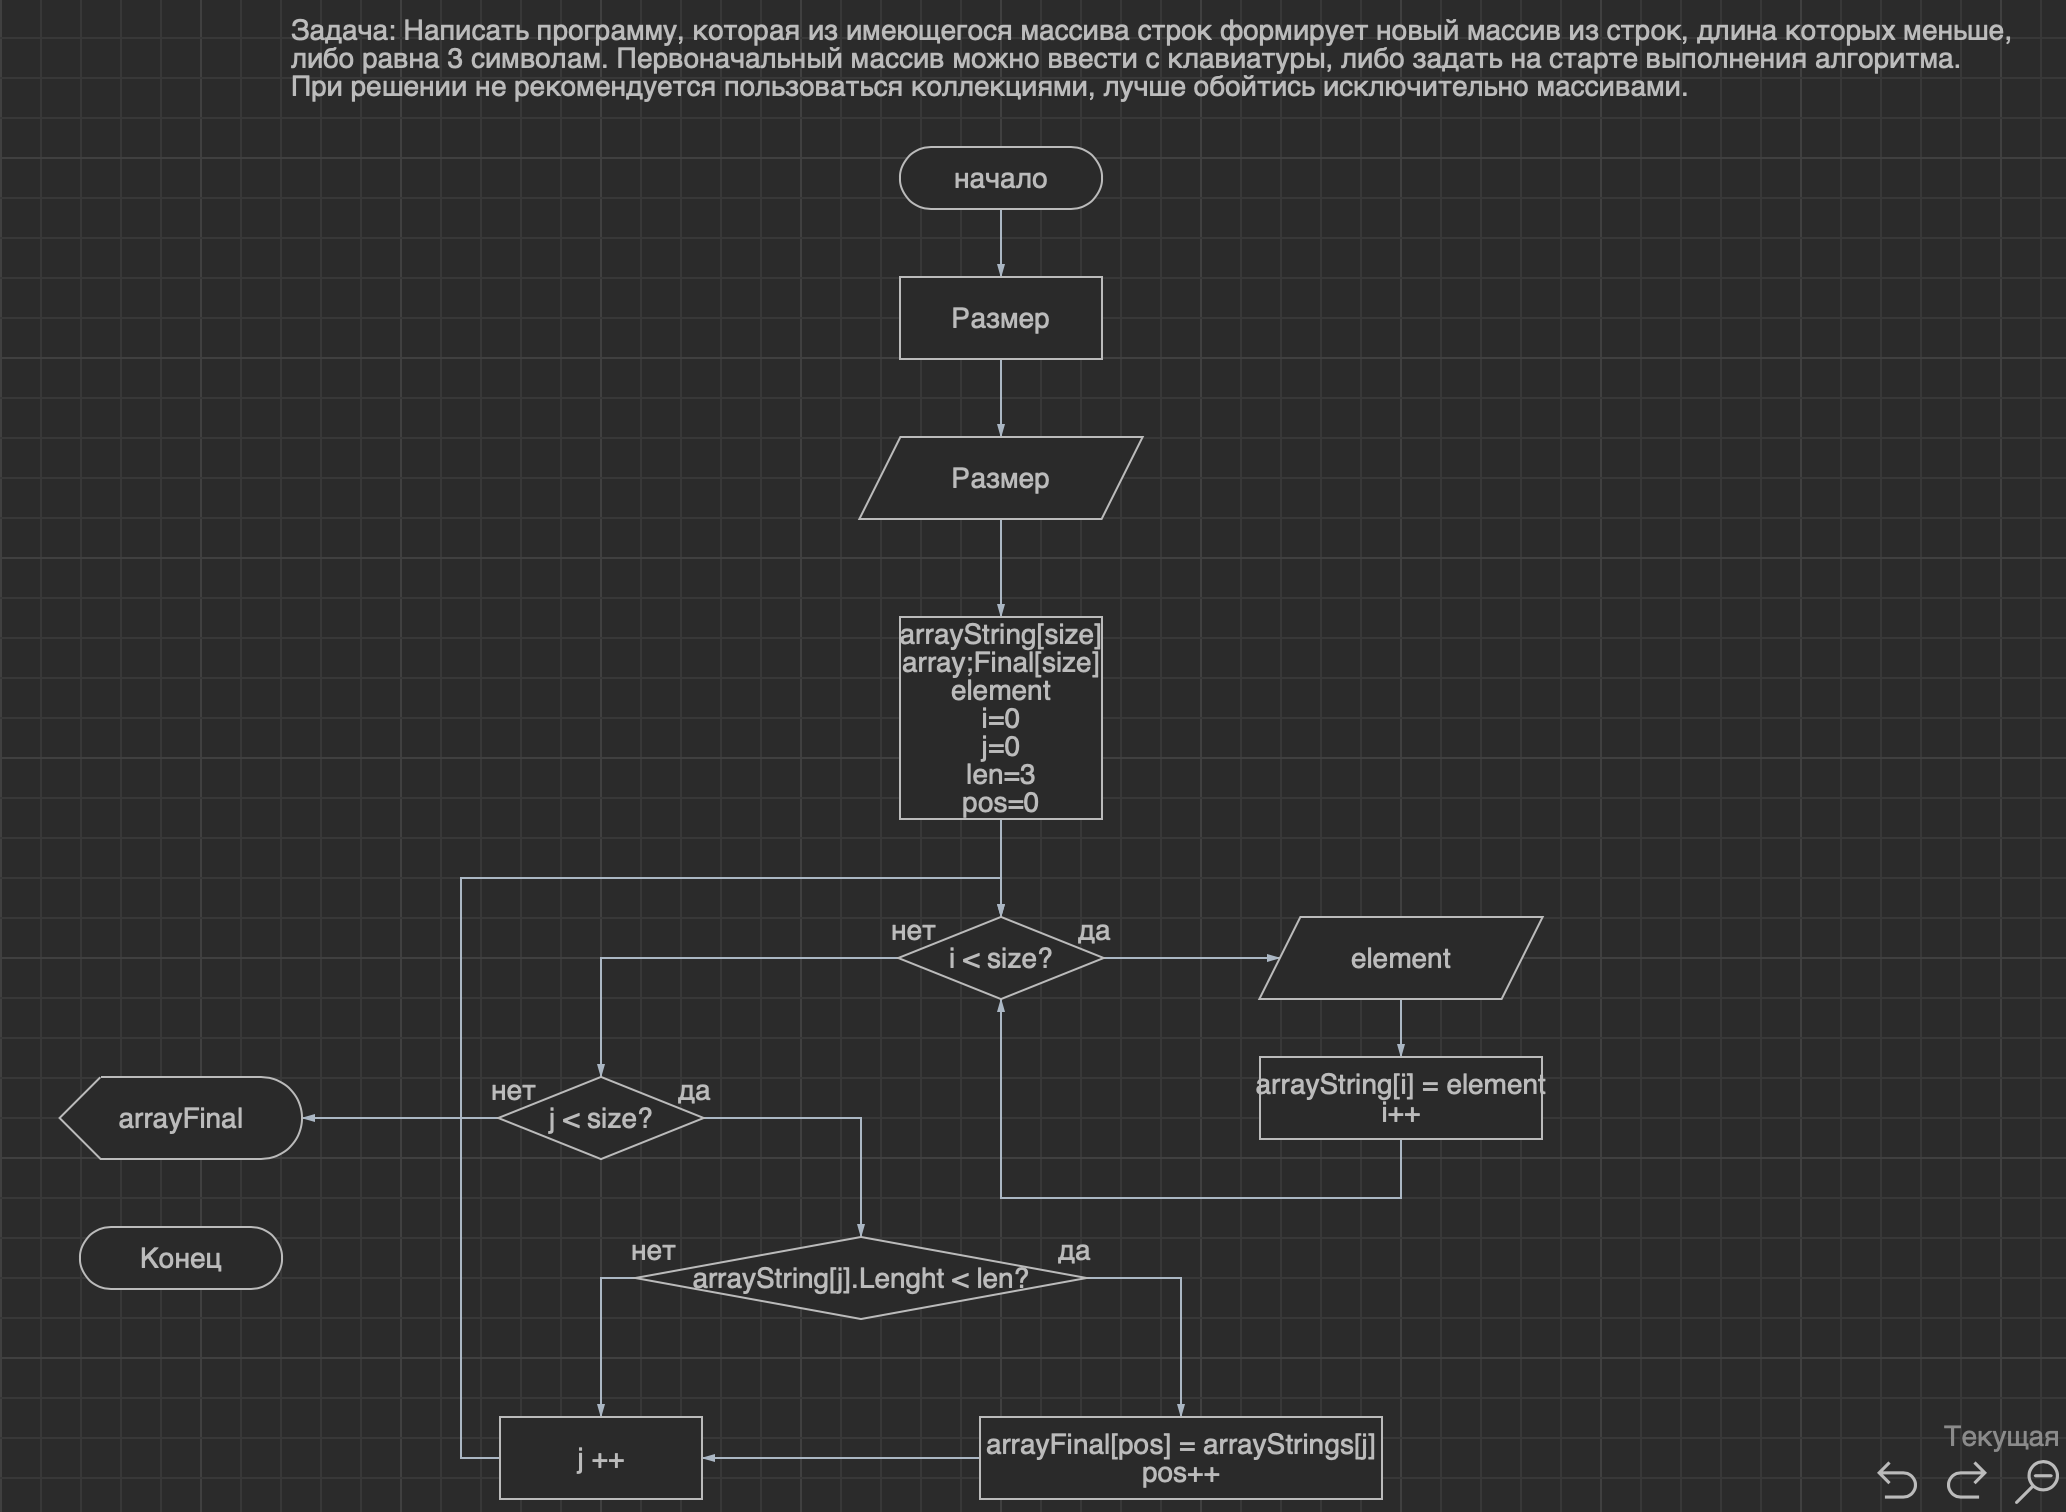 Задача: Написать программу, которая из имеющегося массива строк формирует новый массив из строк, длина которых меньше,
либо равна 3 символам. Первоначальный массив можно ввести с клавиатуры, либо задать на старте выполнения алгоритма.
При решении не рекомендуется пользоваться коллекциями, лучше обойтись исключительно массивами.
начало
Размер
Размер
arrayString[size]
array;Final[size]
element
i=0
j=0
len=3
pos=0
нет
да
i < size?
element
arrayString[i] = element
i++
нет
да
j < size?
arrayFinal
Конец
нет
да
arrayString[j].Lenght < len?
j ++
arrayFinal[pos] = arrayStrings[j]
pos++
Текущая